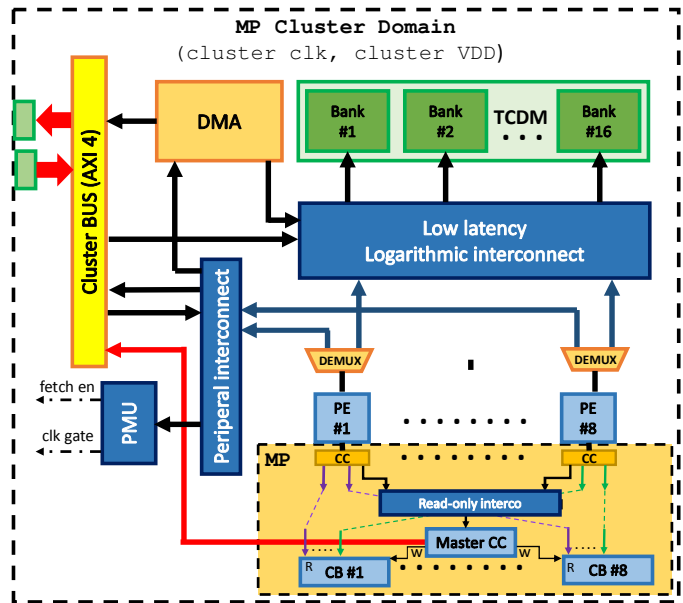 MP Cluster Domain
(cluster clk, cluster VDD)
Cluster BUS (AXI 4)
DMA
Bank
#1
Bank
#2
TCDM
. . .
Bank
#16
Low latency
Logarithmic interconnect
Periperal interconnect
DEMUX
DEMUX
fetch en
clk gate
PMU
PE
#1
PE
#8
MP
CC
CC
Read-only interco
Master CC
W
W
R
R
CB #1
CB #8